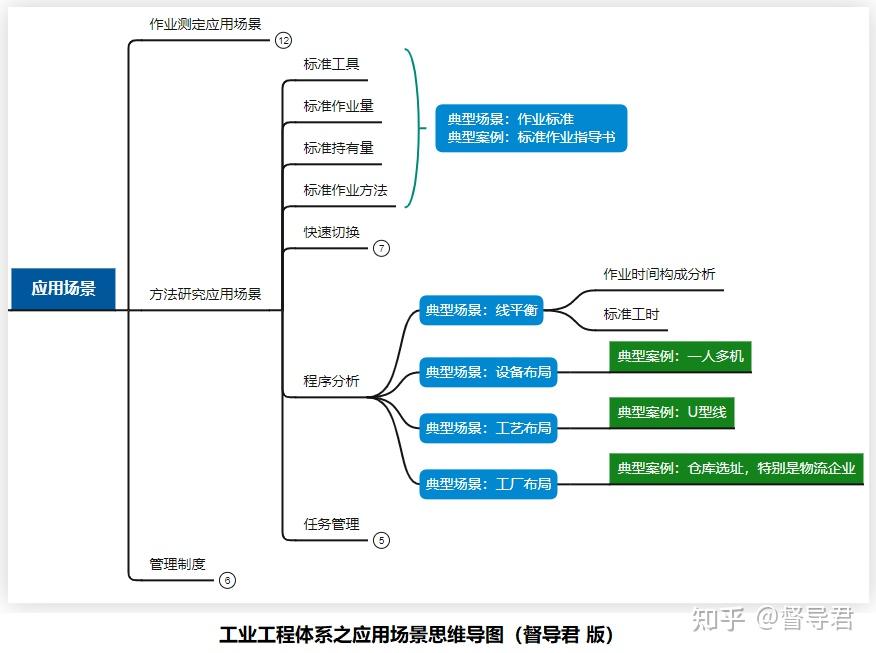 作业测定应用场景
12
标准工具
标准作业量
标准持有量
标准作业方法
典型场景：作业标准
典型案例：标准作业指导书
快速切换
7
应用场景
方法研究应用场景
程序分析
典型场景：线平衡
作业时间构成分析
标准工时
典型场景：设备布局
典型案例：一人多机
典型场景：工艺布局
典型案例：U型线
典型场景：工厂布局
典型案例：仓库选址，特别是物流企业
任务管理
5
管理制度
6
知乎 @督导君
工业工程体系之应用场景思维导图（督导君 版）